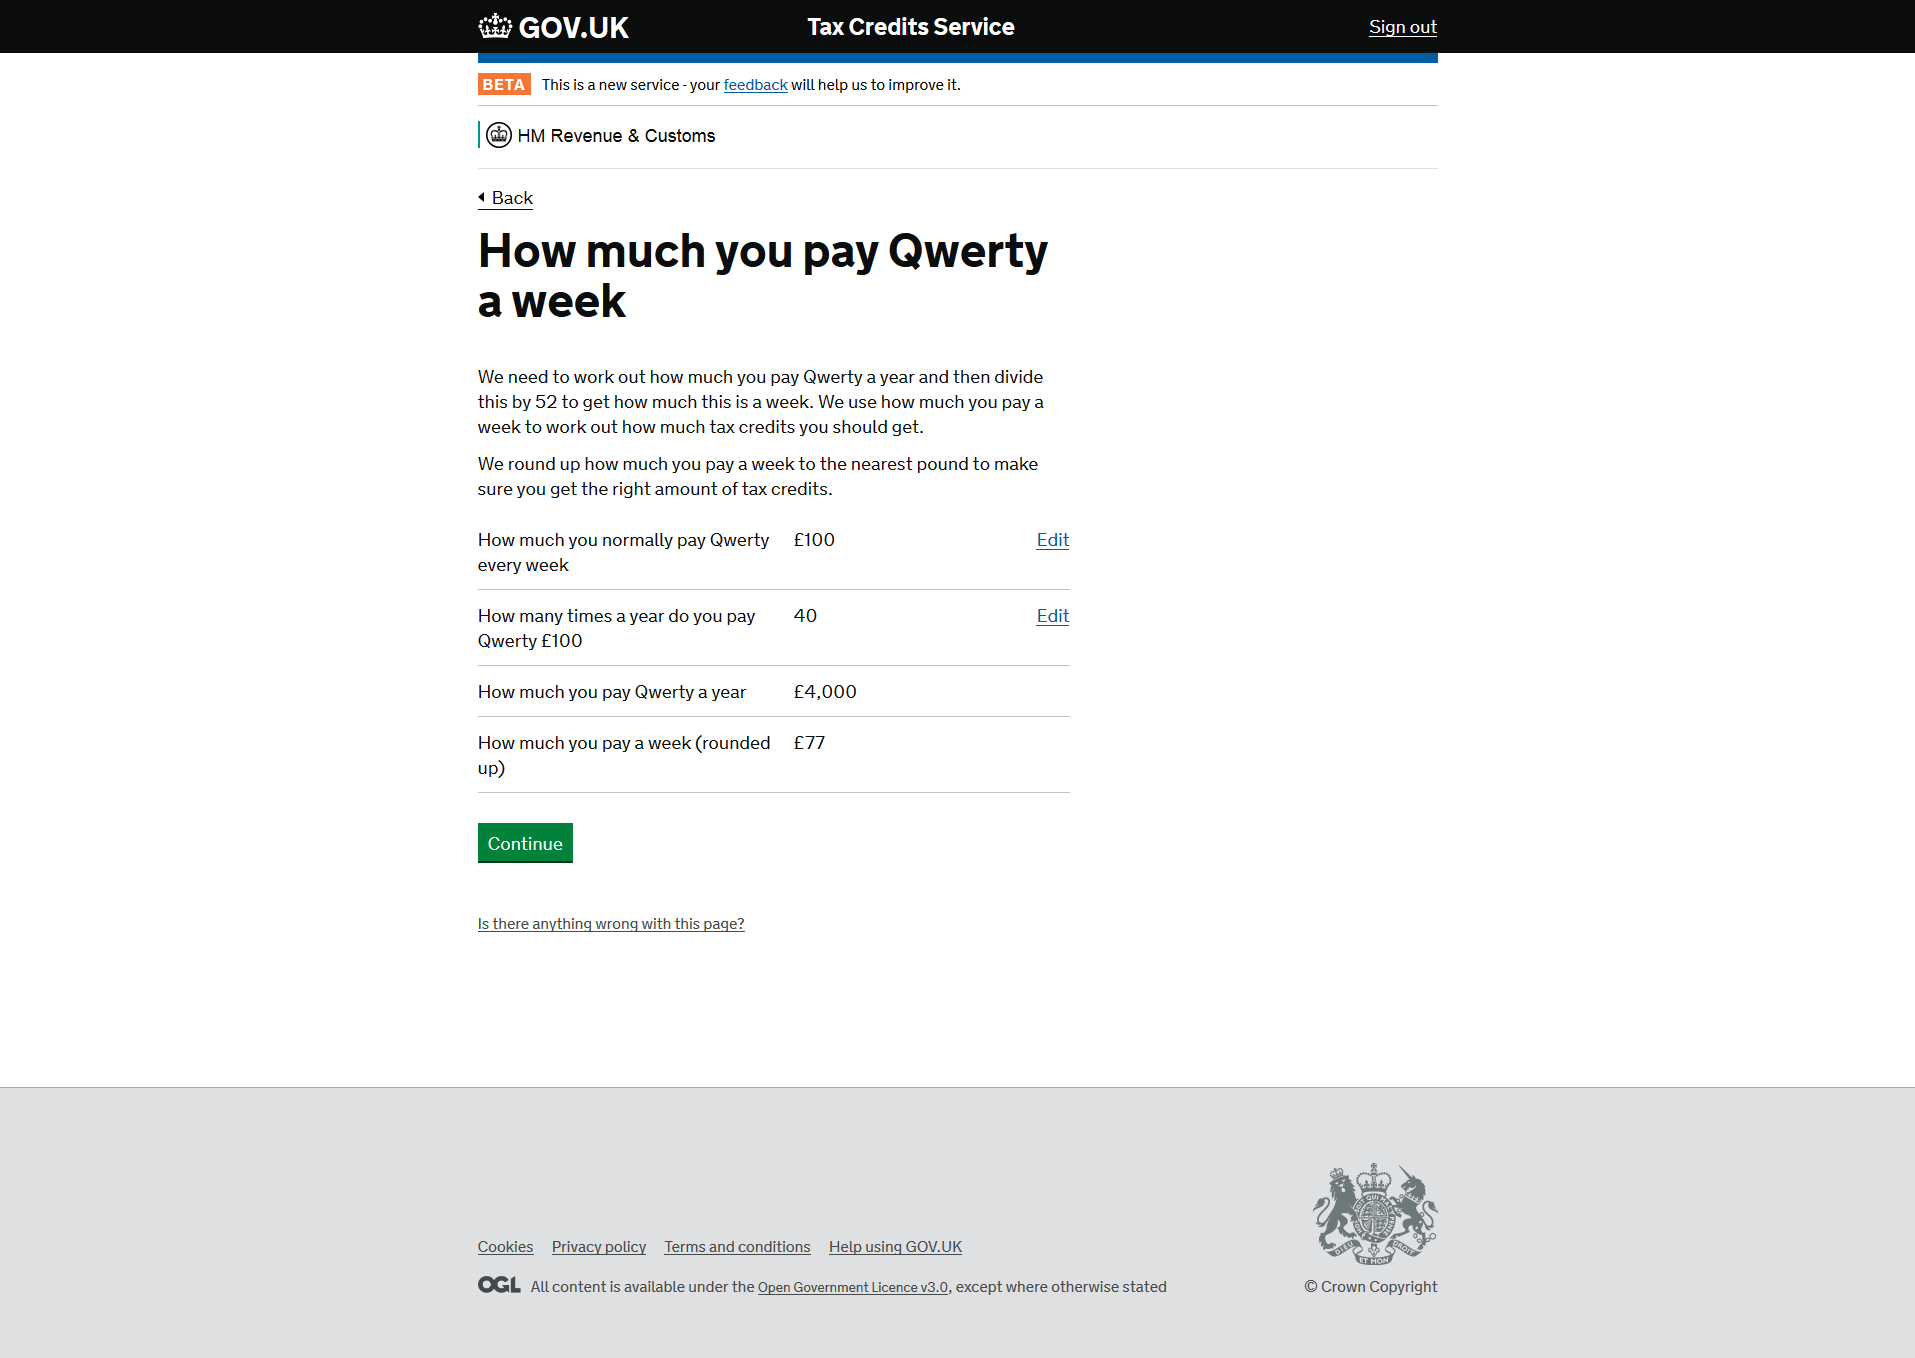 GOV.UK Tax Credits Service Sign out
BETA This is a new service - your feedback will help us to improve it.
HM Revenue & Customs
Back
How much you pay Qwerty
a week
We need to work out how much you pay Qwerty a year and then divide
this by 52 to get how much this is a week. We use how much you pay a
week to work out how much tax credits you should get.
We round up how much you pay a week to the nearest pound to make
sure you get the right amount of tax credits.
How much you normally pay Qwerty £100 Edit
every week
How many times a year do you pay 40 Edit
Qwerty £100
How much you pay Qwerty a year £4,000
How much you pay a week (rounded £77
up)
Continue
Is there anything wrong with this page?
Cookies Privacy policy Terms and conditions Help using GOV.UK
OGL All content is available under the Open Government Licence v3.0, except where otherwise stated
DIEU ET MON DROIT
© Crown Copyright